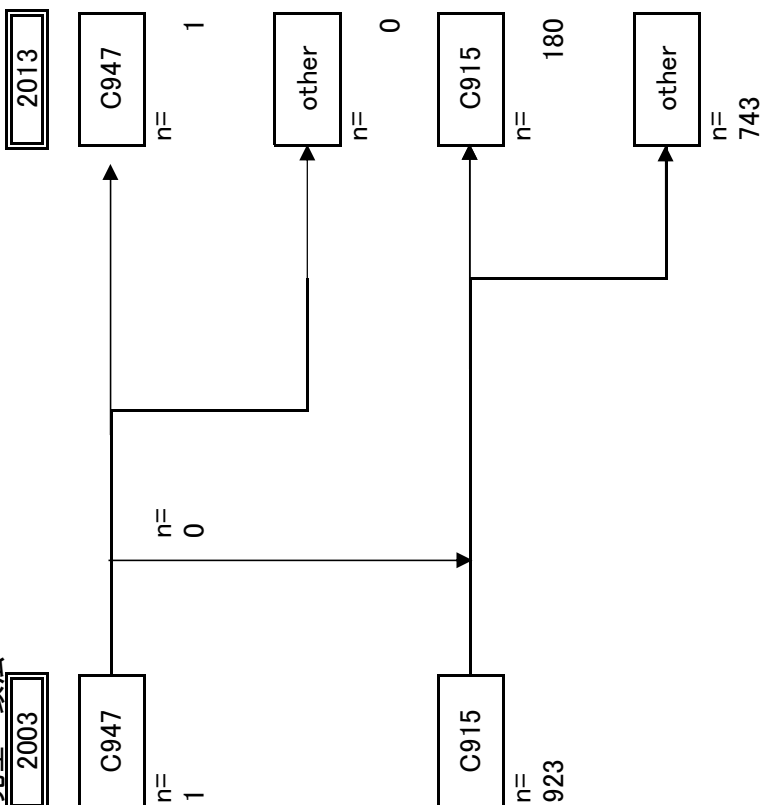 2003 2013
C947 C947
n= n= n=
1 0 1
other
n=
0
C915 C915
n= n=
923 180
other
n=
743